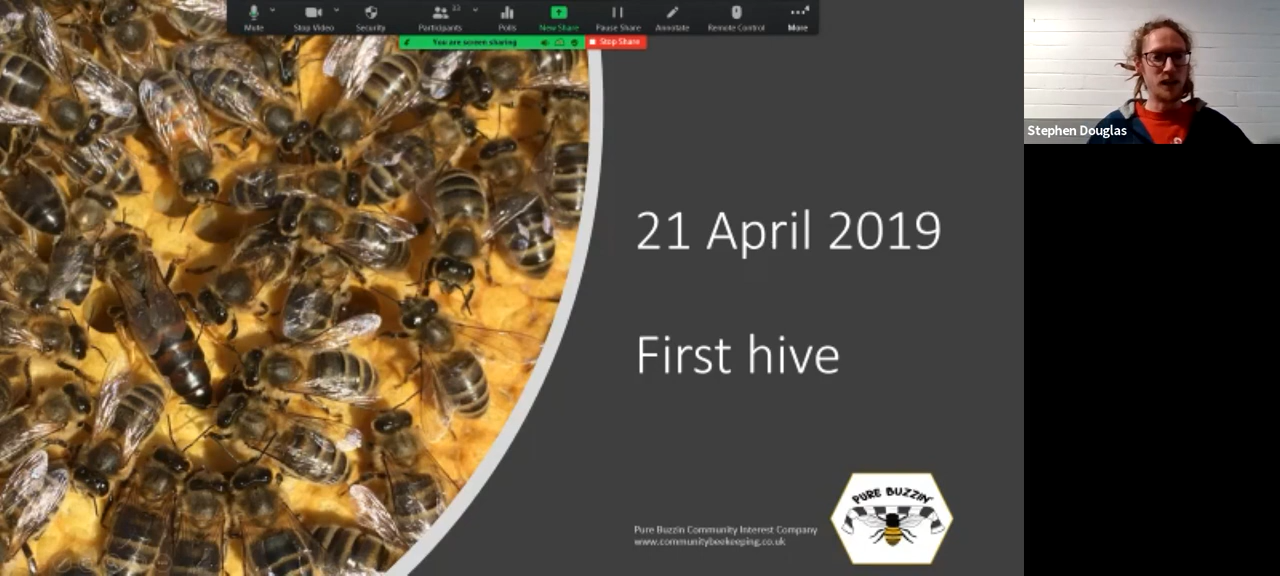 33
Mute
Stop Video
Security
Participants
Polls
New Share
Pause Share
Annotate
Remote Control
More
You are screen sharing
Stop Share
Stephen Douglas
21 April 2019
First hive
PURE BUZZIN'
Pure Buzzin Community Interest Company
www.communitybeekeeping.co.uk